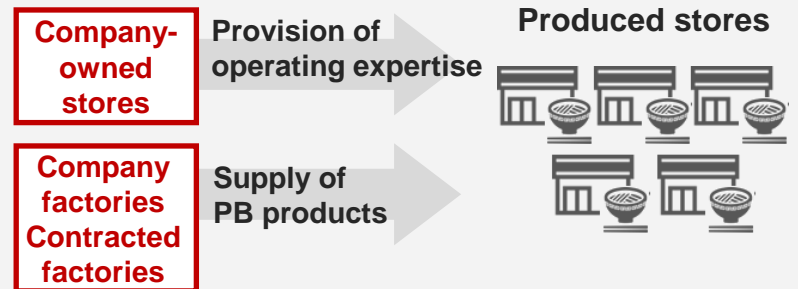 Company-
owned
stores
Provision of
operating expertise
Produced stores
Company
factories
Contracted
factories
Supply of
PB products